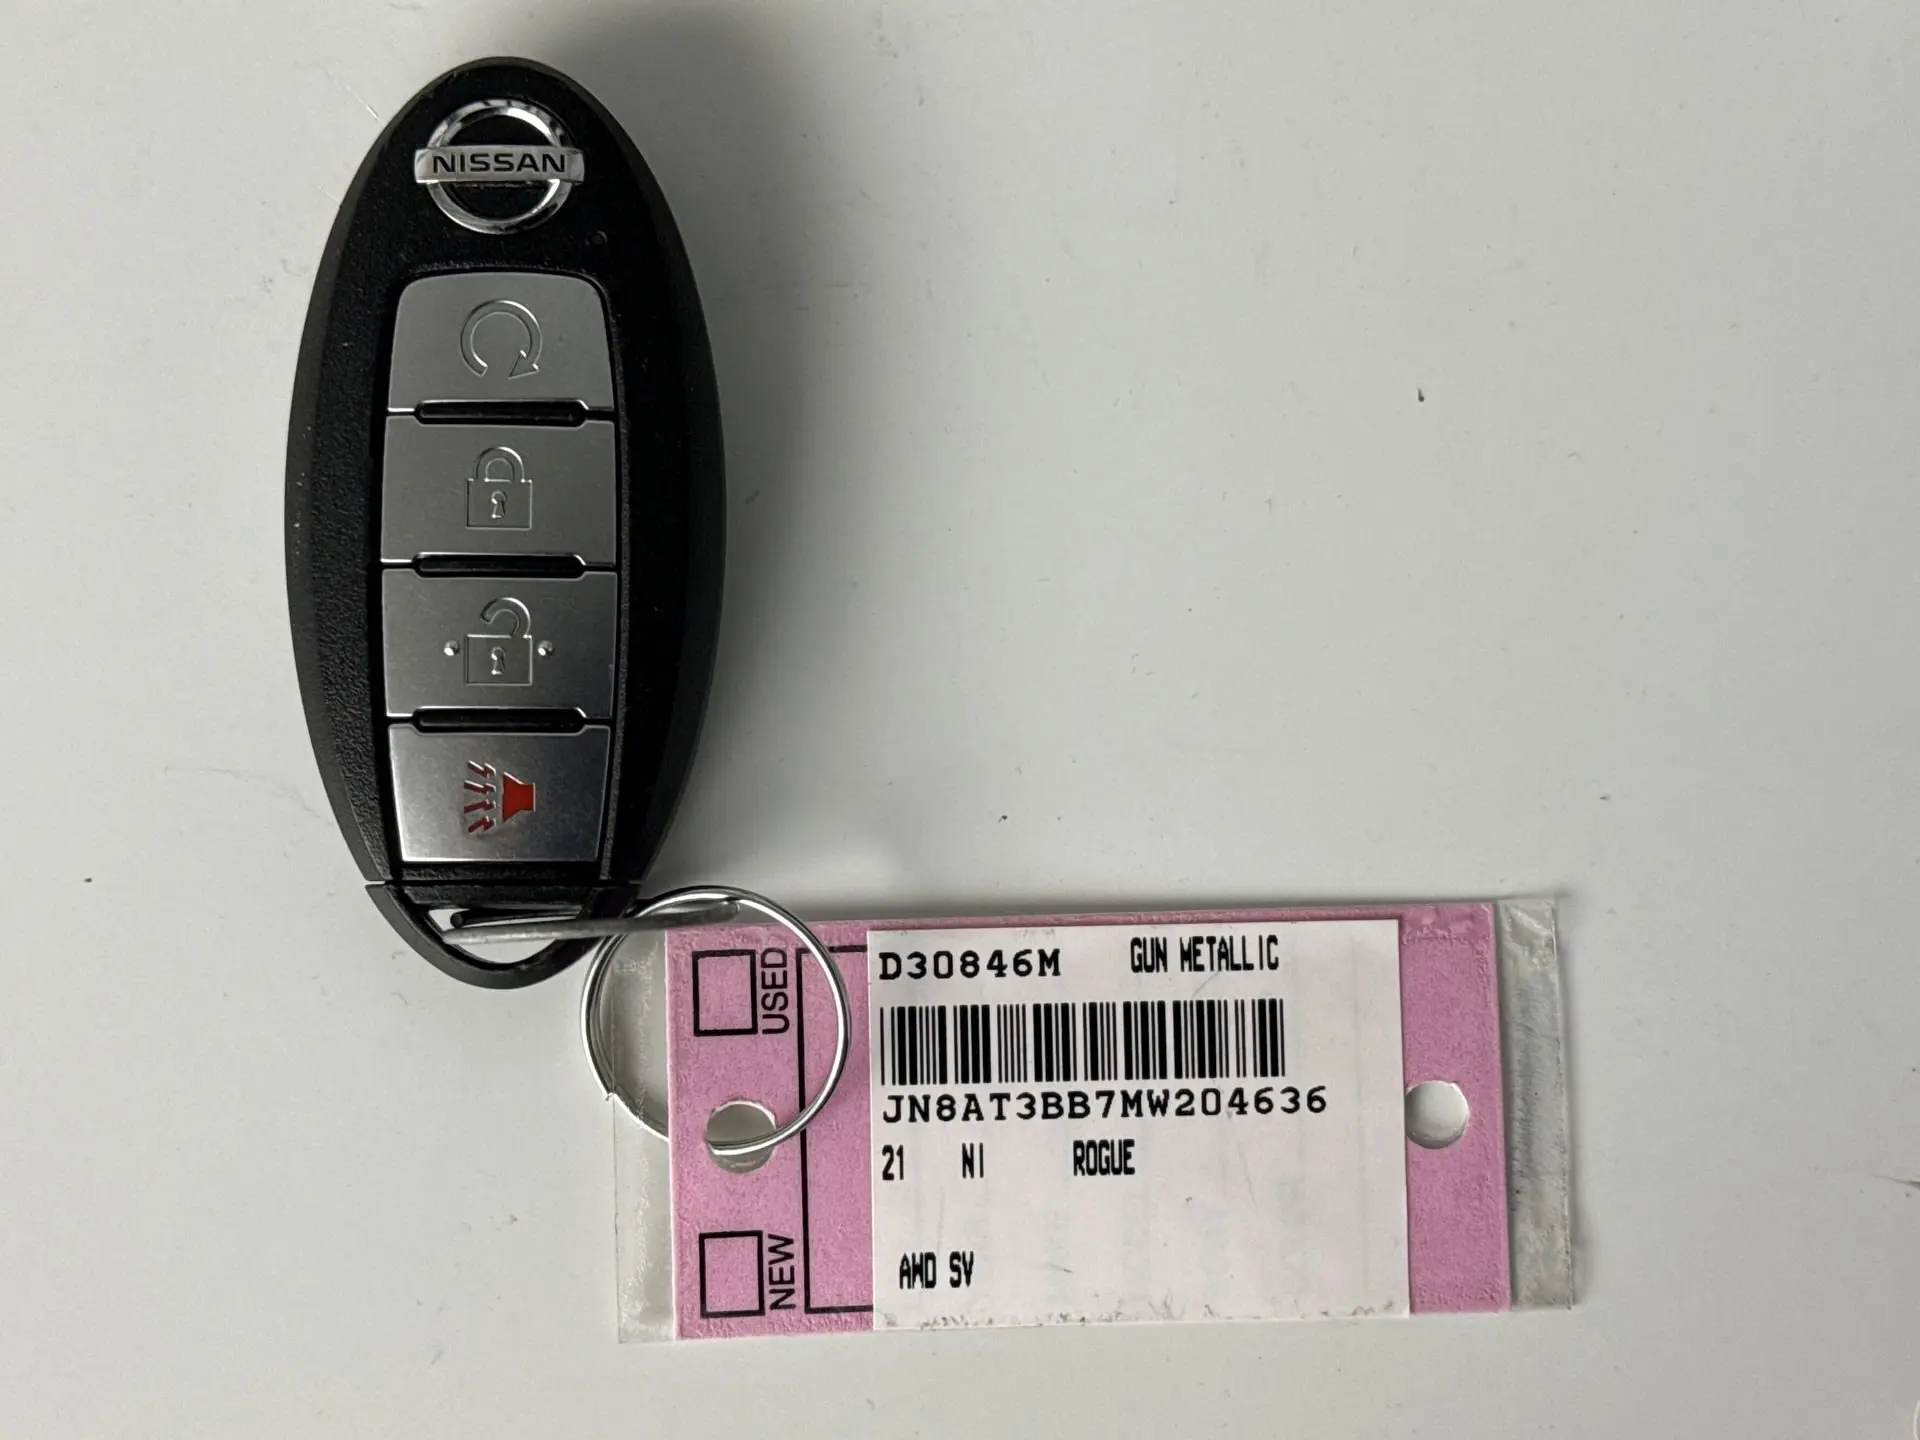 NISSAN
USED
NEW
D30846M GUN METALLIC
JN8AT3BB7MW204636
21 NI ROGUE
AWD SV